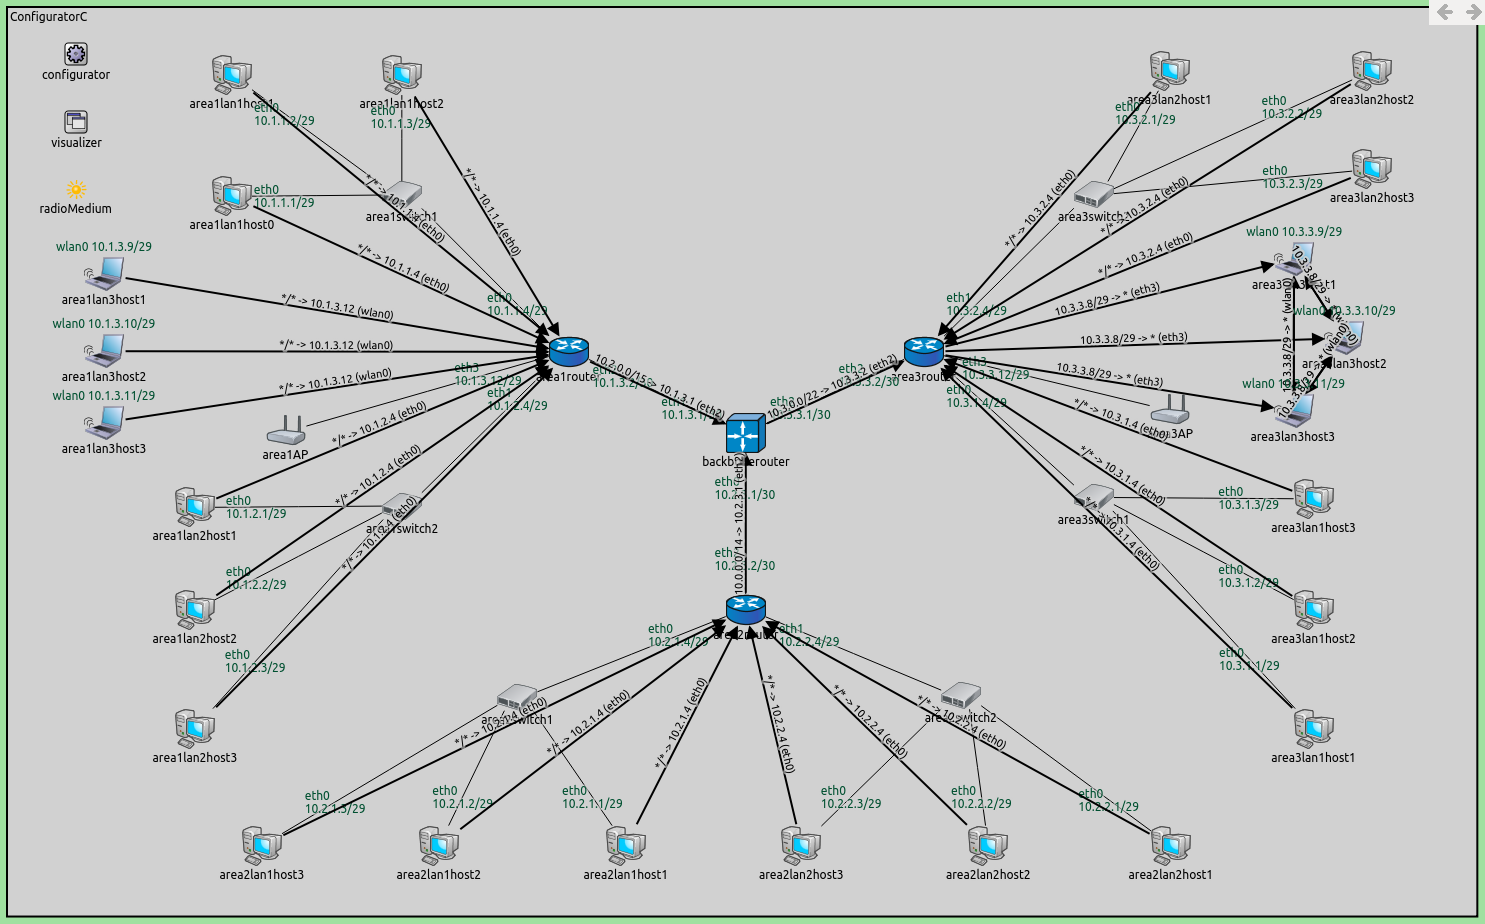 ConfiguratorC
configurator
visualizer
radioMedium
area1lan1host1
eth0
10.1.1.2/29
area1lan1host2
eth0
10.1.1.3/29
area1lan1host0
eth0
10.1.1.1/29
area1switch1
*/* -> 10.1.1.4 (eth0)
*/* -> 10.1.1.4 (eth0)
*/* -> 10.1.1.4 (eth0)
wlan0 10.1.3.9/29
area1lan3host1
*/* -> 10.1.3.12 (wlan0)
wlan0 10.1.3.10/29
area1lan3host2
*/* -> 10.1.3.12 (wlan0)
wlan0 10.1.3.11/29
area1lan3host3
*/* -> 10.1.3.12 (wlan0)
area1AP
eth0
10.1.1.4/29
eth3
10.1.3.12/29
eth1
10.1.2.4/29
area1lan2host1
eth0
10.1.2.1/29
*/* -> 10.1.2.4 (eth0)
area1lan2host2
eth0
10.1.2.2/29
*/* -> 10.1.2.4 (eth0)
area1lan2host3
eth0
10.1.2.3/29
area1switch2
area3lan2host1
eth0
10.3.2.1/29
area3lan2host2
eth0
10.3.2.2/29
area3lan2host3
eth0
10.3.2.3/29
*/* -> 10.3.2.4 (eth0)
*/* -> 10.3.2.4 (eth0)
*/* -> 10.3.2.4 (eth0)
eth1
10.3.2.4/29
wlan0 10.3.3.9/29
10.3.3.8/29 -> * (eth3)
10.3.3.8/29 -> * (eth3)
10.3.3.8/29 -> * (eth3)
10.3.3.8/29 -> * (wlan0)
area3lan3host3
eth3
10.3.3.12/29
eth0
10.3.1.4/29
*/* -> 10.3.1.4 (eth0)
*/* -> 10.3.1.4 (eth0)
*/* -> 10.3.1.4 (eth0)
area3switch1
eth0
10.3.1.3/29
area3lan1host3
eth0
10.3.1.2/29
area3lan1host2
eth0
10.3.1.1/29
area3lan1host1
backbonerouter
10.2.3.1/30
10.2.3.2/30
eth0
10.2.1.4/29
eth1
10.2.2.4/29
*/* -> 10.2.1.4 (eth0)
*/* -> 10.2.1.4 (eth0)
*/* -> 10.2.1.4 (eth0)
*/* -> 10.2.2.4 (eth0)
*/* -> 10.2.2.4 (eth0)
*/* -> 10.2.2.4 (eth0)
eth0
10.2.1.3/29
area2lan1host3
eth0
10.2.1.2/29
area2lan1host2
eth0
10.2.1.1/29
area2lan1host1
eth0
10.2.2.3/29
area2lan2host3
eth0
10.2.2.2/29
area2lan2host2
eth0
10.2.2.1/29
area2lan2host1